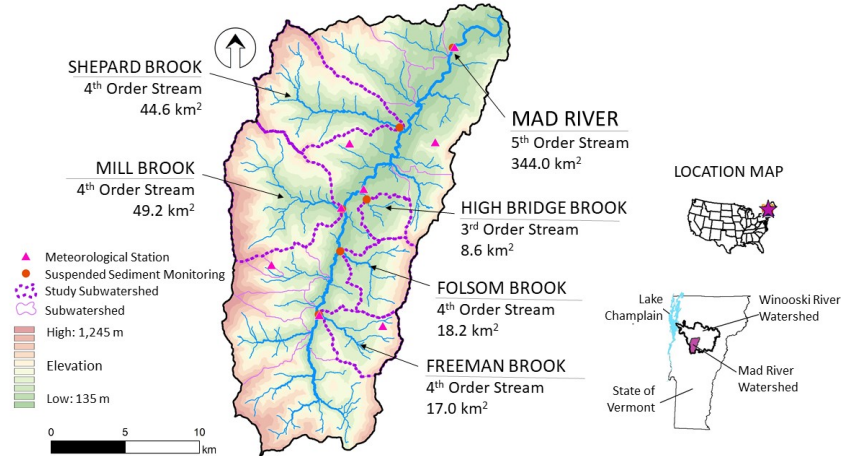 SHEPARD BROOK
4th Order Stream
44.6 km2
MILL BROOK
4th Order Stream
49.2 km2
MAD RIVER
5th Order Stream
344.0 km2
HIGH BRIDGE BROOK
3rd Order Stream
8.6 km2
FOLSOM BROOK
4th Order Stream
18.2 km2
FREEMAN BROOK
4th Order Stream
17.0 km2
Meteorological Station
Suspended Sediment Monitoring
Study Subwatershed
Subwatershed
High: 1,245 m
Elevation
Low: 135 m
0 5 10
km
LOCATION MAP
Lake
Champlain
Winooski River
Watershed
Mad River
Watershed
State of
Vermont